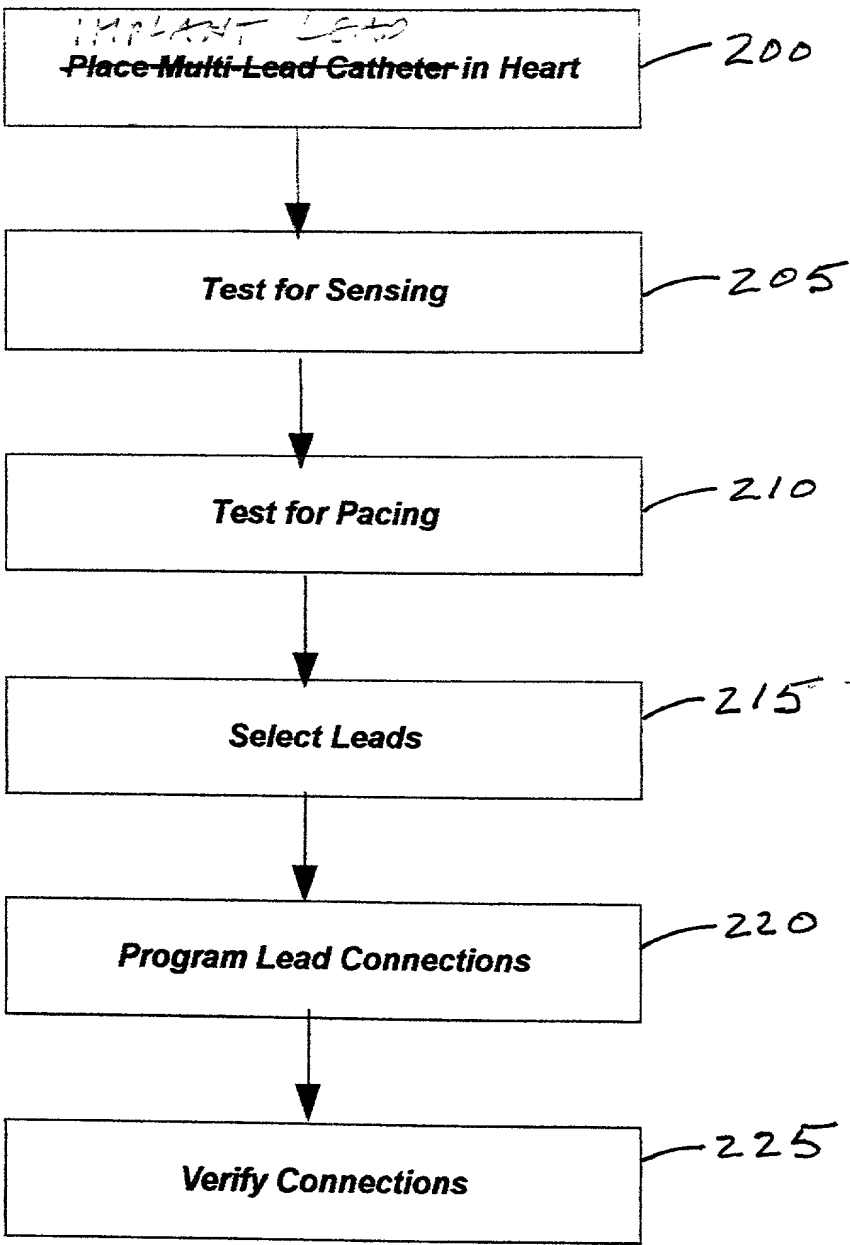 IMPLANT LEAD
Place Multi-Lead Catheter in Heart
200
Test for Sensing
205
Test for Pacing
210
Select Leads
215
Program Lead Connections
220
Verify Connections
225